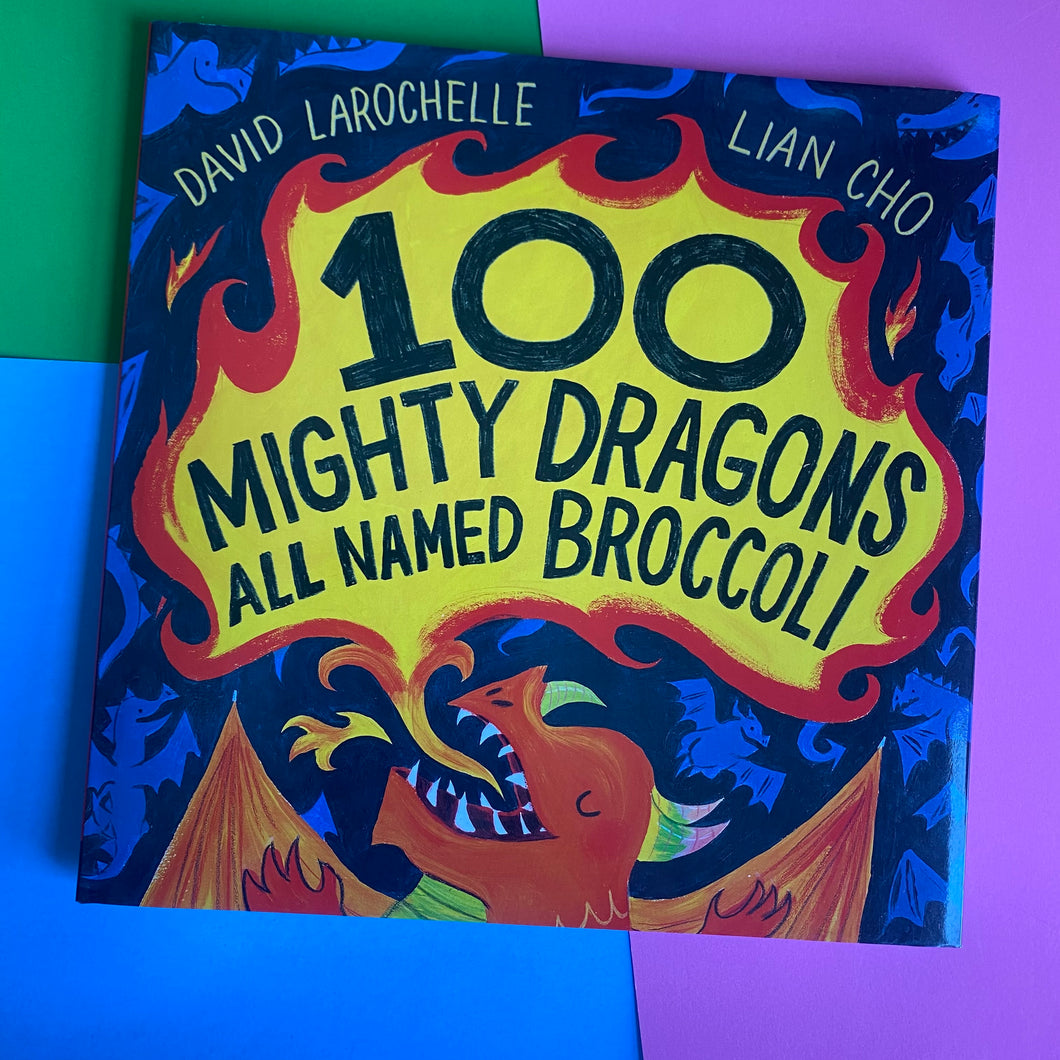 DAVID LAROCHELLE
LIAN CHO
100
MIGHTY DRAGONS
ALL NAMED BROCCOLI